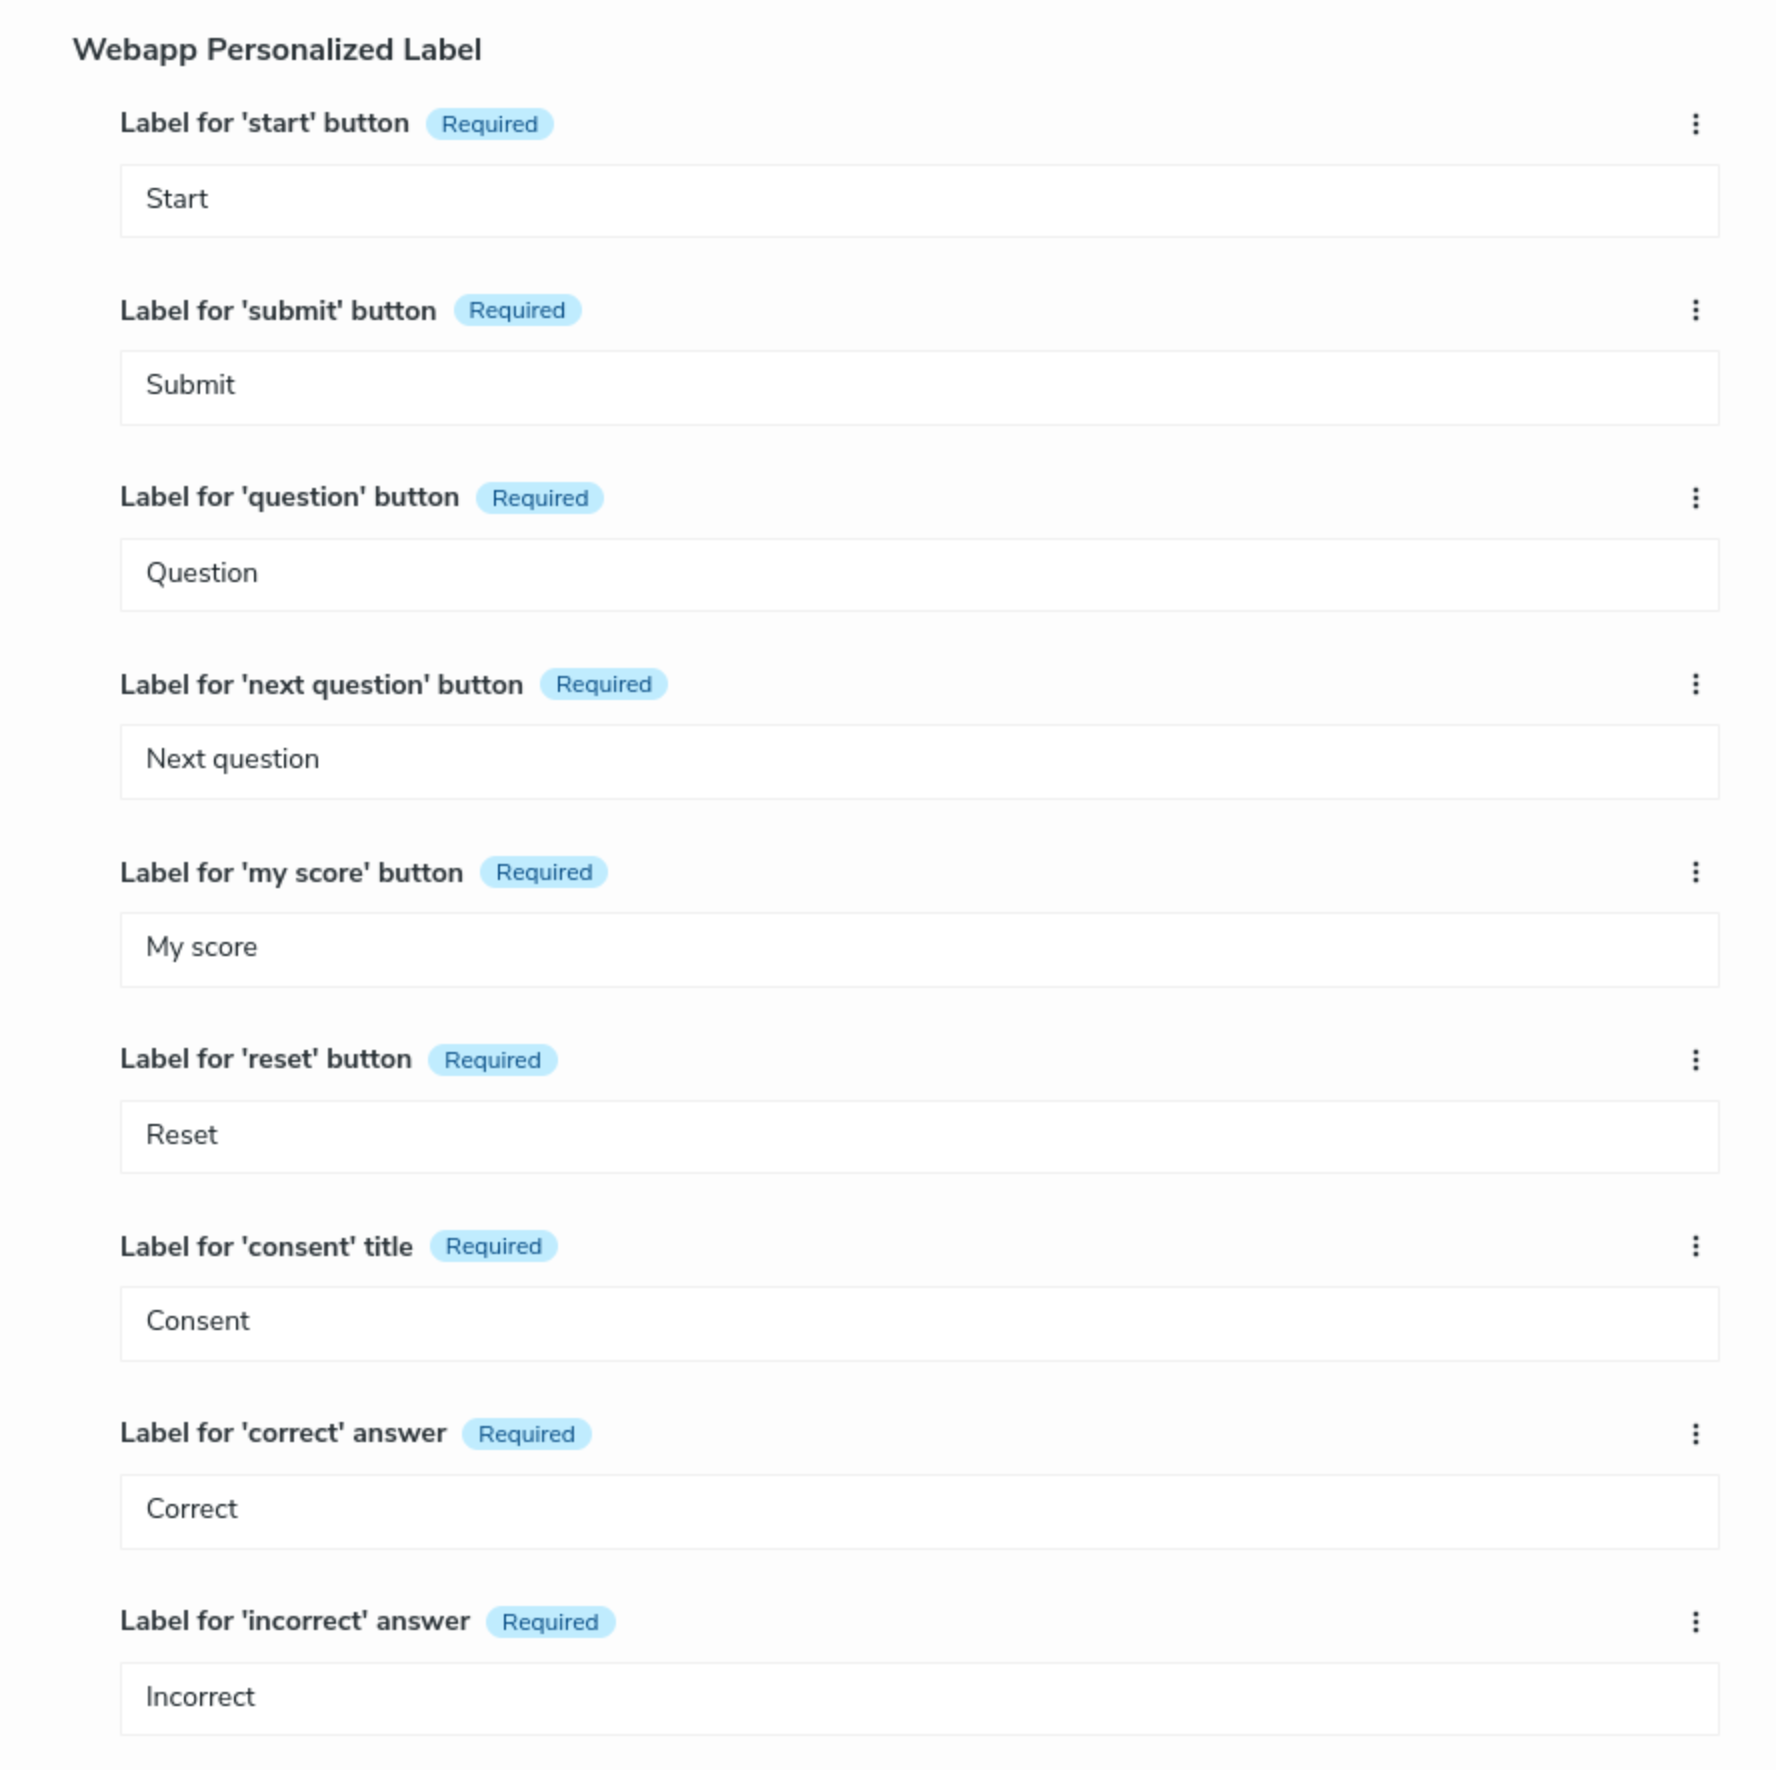 Webapp Personalized Label
Label for 'start' button Required
Start
Label for 'submit' button Required
Submit
Label for 'question' button Required
Question
Label for 'next question' button Required
Next question
Label for 'my score' button Required
My score
Label for 'reset' button Required
Reset
Label for 'consent' title Required
Consent
Label for 'correct' answer Required
Correct
Label for 'incorrect' answer Required
Incorrect